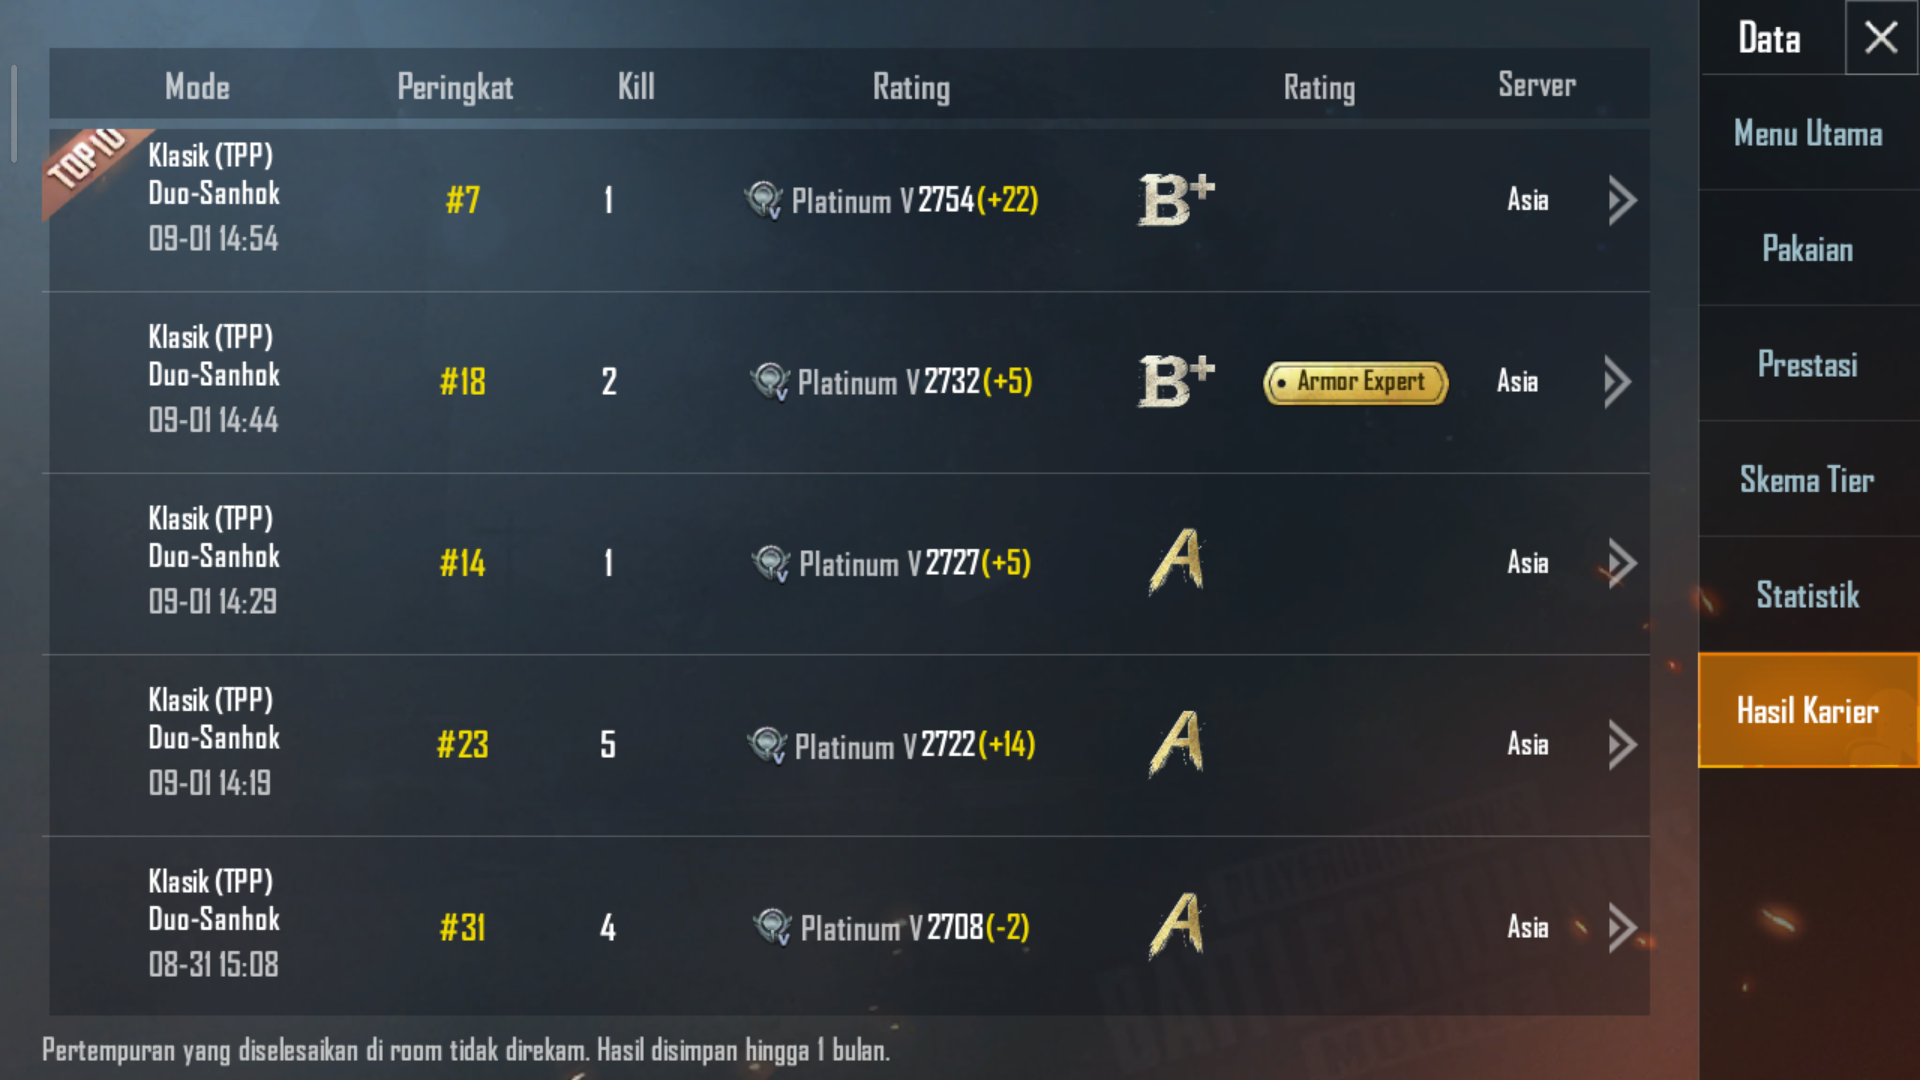 Data
Mode Peringkat Kill Rating Rating Server
TOP10
Klasik (TPP)
Duo-Sanhok
09-01 14:54
#7 1 V Platinum V 2754(+22) B+ Asia
Klasik (TPP)
Duo-Sanhok
09-01 14:44
#18 2 V Platinum V 2732(+5) B+ Armor Expert Asia
Klasik (TPP)
Duo-Sanhok
09-01 14:29
#14 1 V Platinum V 2727(+5) A Asia
Klasik (TPP)
Duo-Sanhok
09-01 14:19
#23 5 V Platinum V 2722(+14) A Asia
Klasik (TPP)
Duo-Sanhok
08-31 15:08
#31 4 V Platinum V 2708(-2) A Asia
Pertempuran yang diselesaikan di room tidak direkam. Hasil disimpan hingga 1 bulan.
Menu Utama
Pakaian
Prestasi
Skema Tier
Statistik
Hasil Karier